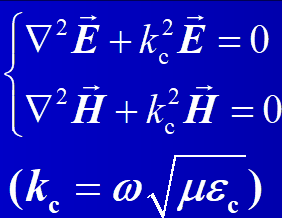 ∇²E⃗ + k_c²E⃗ = 0
∇²H⃗ + k_c²H⃗ = 0
(k_c = ω√(με_c))